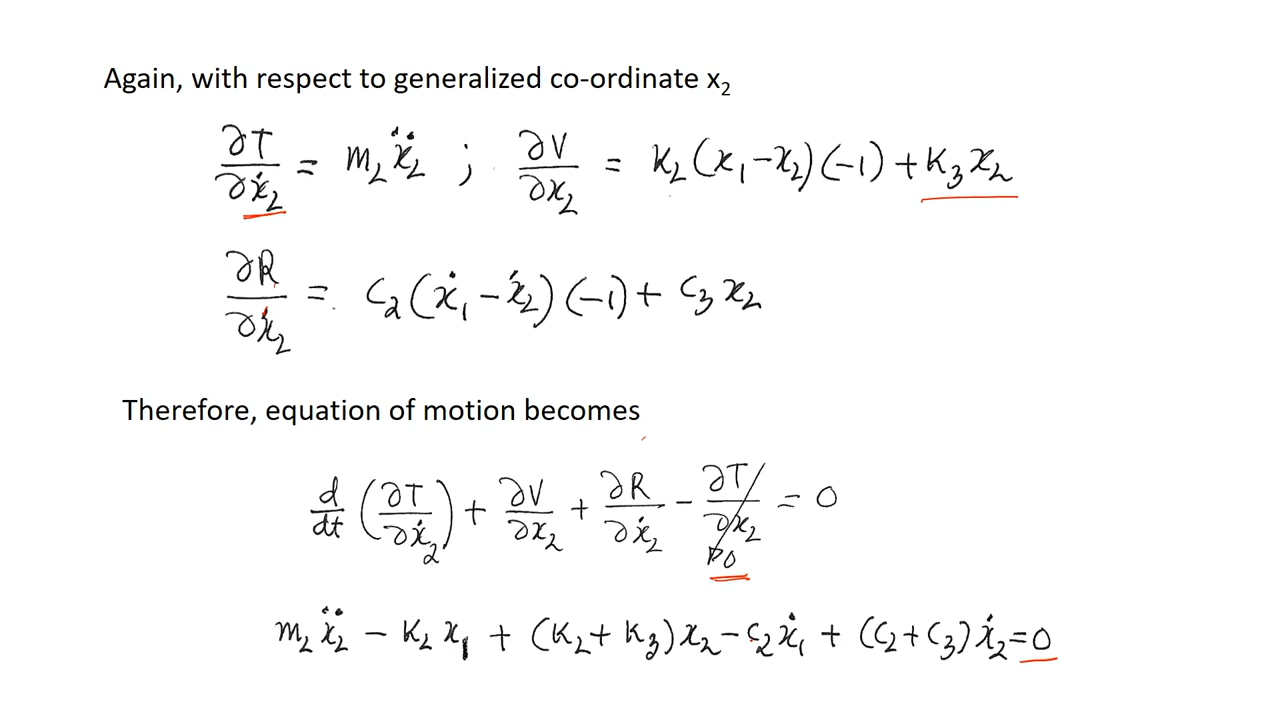 Again, with respect to generalized co-ordinate x₂
∂T/∂ẋ₂ = m₂ ẍ₂ ; ∂V/∂x₂ = K₂(x₁-x₂)(-1) + K₃x₂
∂R/∂ẋ₂ = C₂(ẋ₁ - ẋ₂)(-1) + C₃x₂
Therefore, equation of motion becomes
d/dt (∂T/∂ẋ₂) + ∂V/∂x₂ + ∂R/∂ẋ₂ - ∂T/∂x₂ = 0
0
m₂ẍ₂ - K₂x₁ + (K₂+K₃)x₂ - C₂ẋ₁ + (C₂+C₃)ẋ₂ = 0